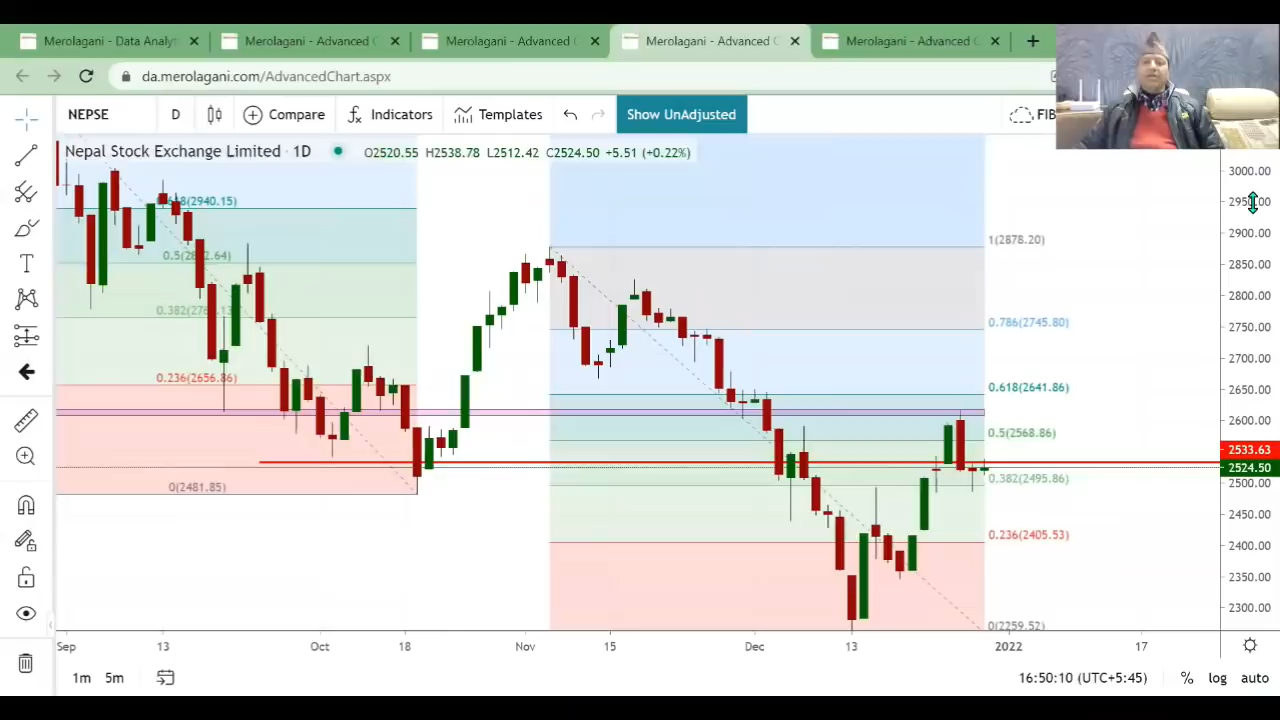 Merolagani - Data Analyt
Merolagani - Advanced C
Merolagani - Advanced C
Merolagani - Advanced C
Merolagani - Advanced C
da.merolagani.com/AdvancedChart.aspx
NEPSE D Compare Indicators Templates Show UnAdjusted FIB
Nepal Stock Exchange Limited · 1D O2520.55 H2538.78 L2512.42 C2524.50 +5.51 (+0.22%)
3000.00
2950.00
2900.00
2850.00
2800.00
2750.00
2700.00
2650.00
2600.00
2533.63
2524.50
2500.00
2450.00
2400.00
2350.00
2300.00
0.618(2940.15)
0.236(2656.86)
0(2481.85)
1(2878.20)
0.786(2745.80)
0.618(2641.86)
0.5(2568.86)
0.382(2495.86)
0.236(2405.53)
0(2259.52)
Sep 13 Oct 18 Nov 15 Dec 13 2022 17
1m 5m 16:50:10 (UTC+5:45) % log auto